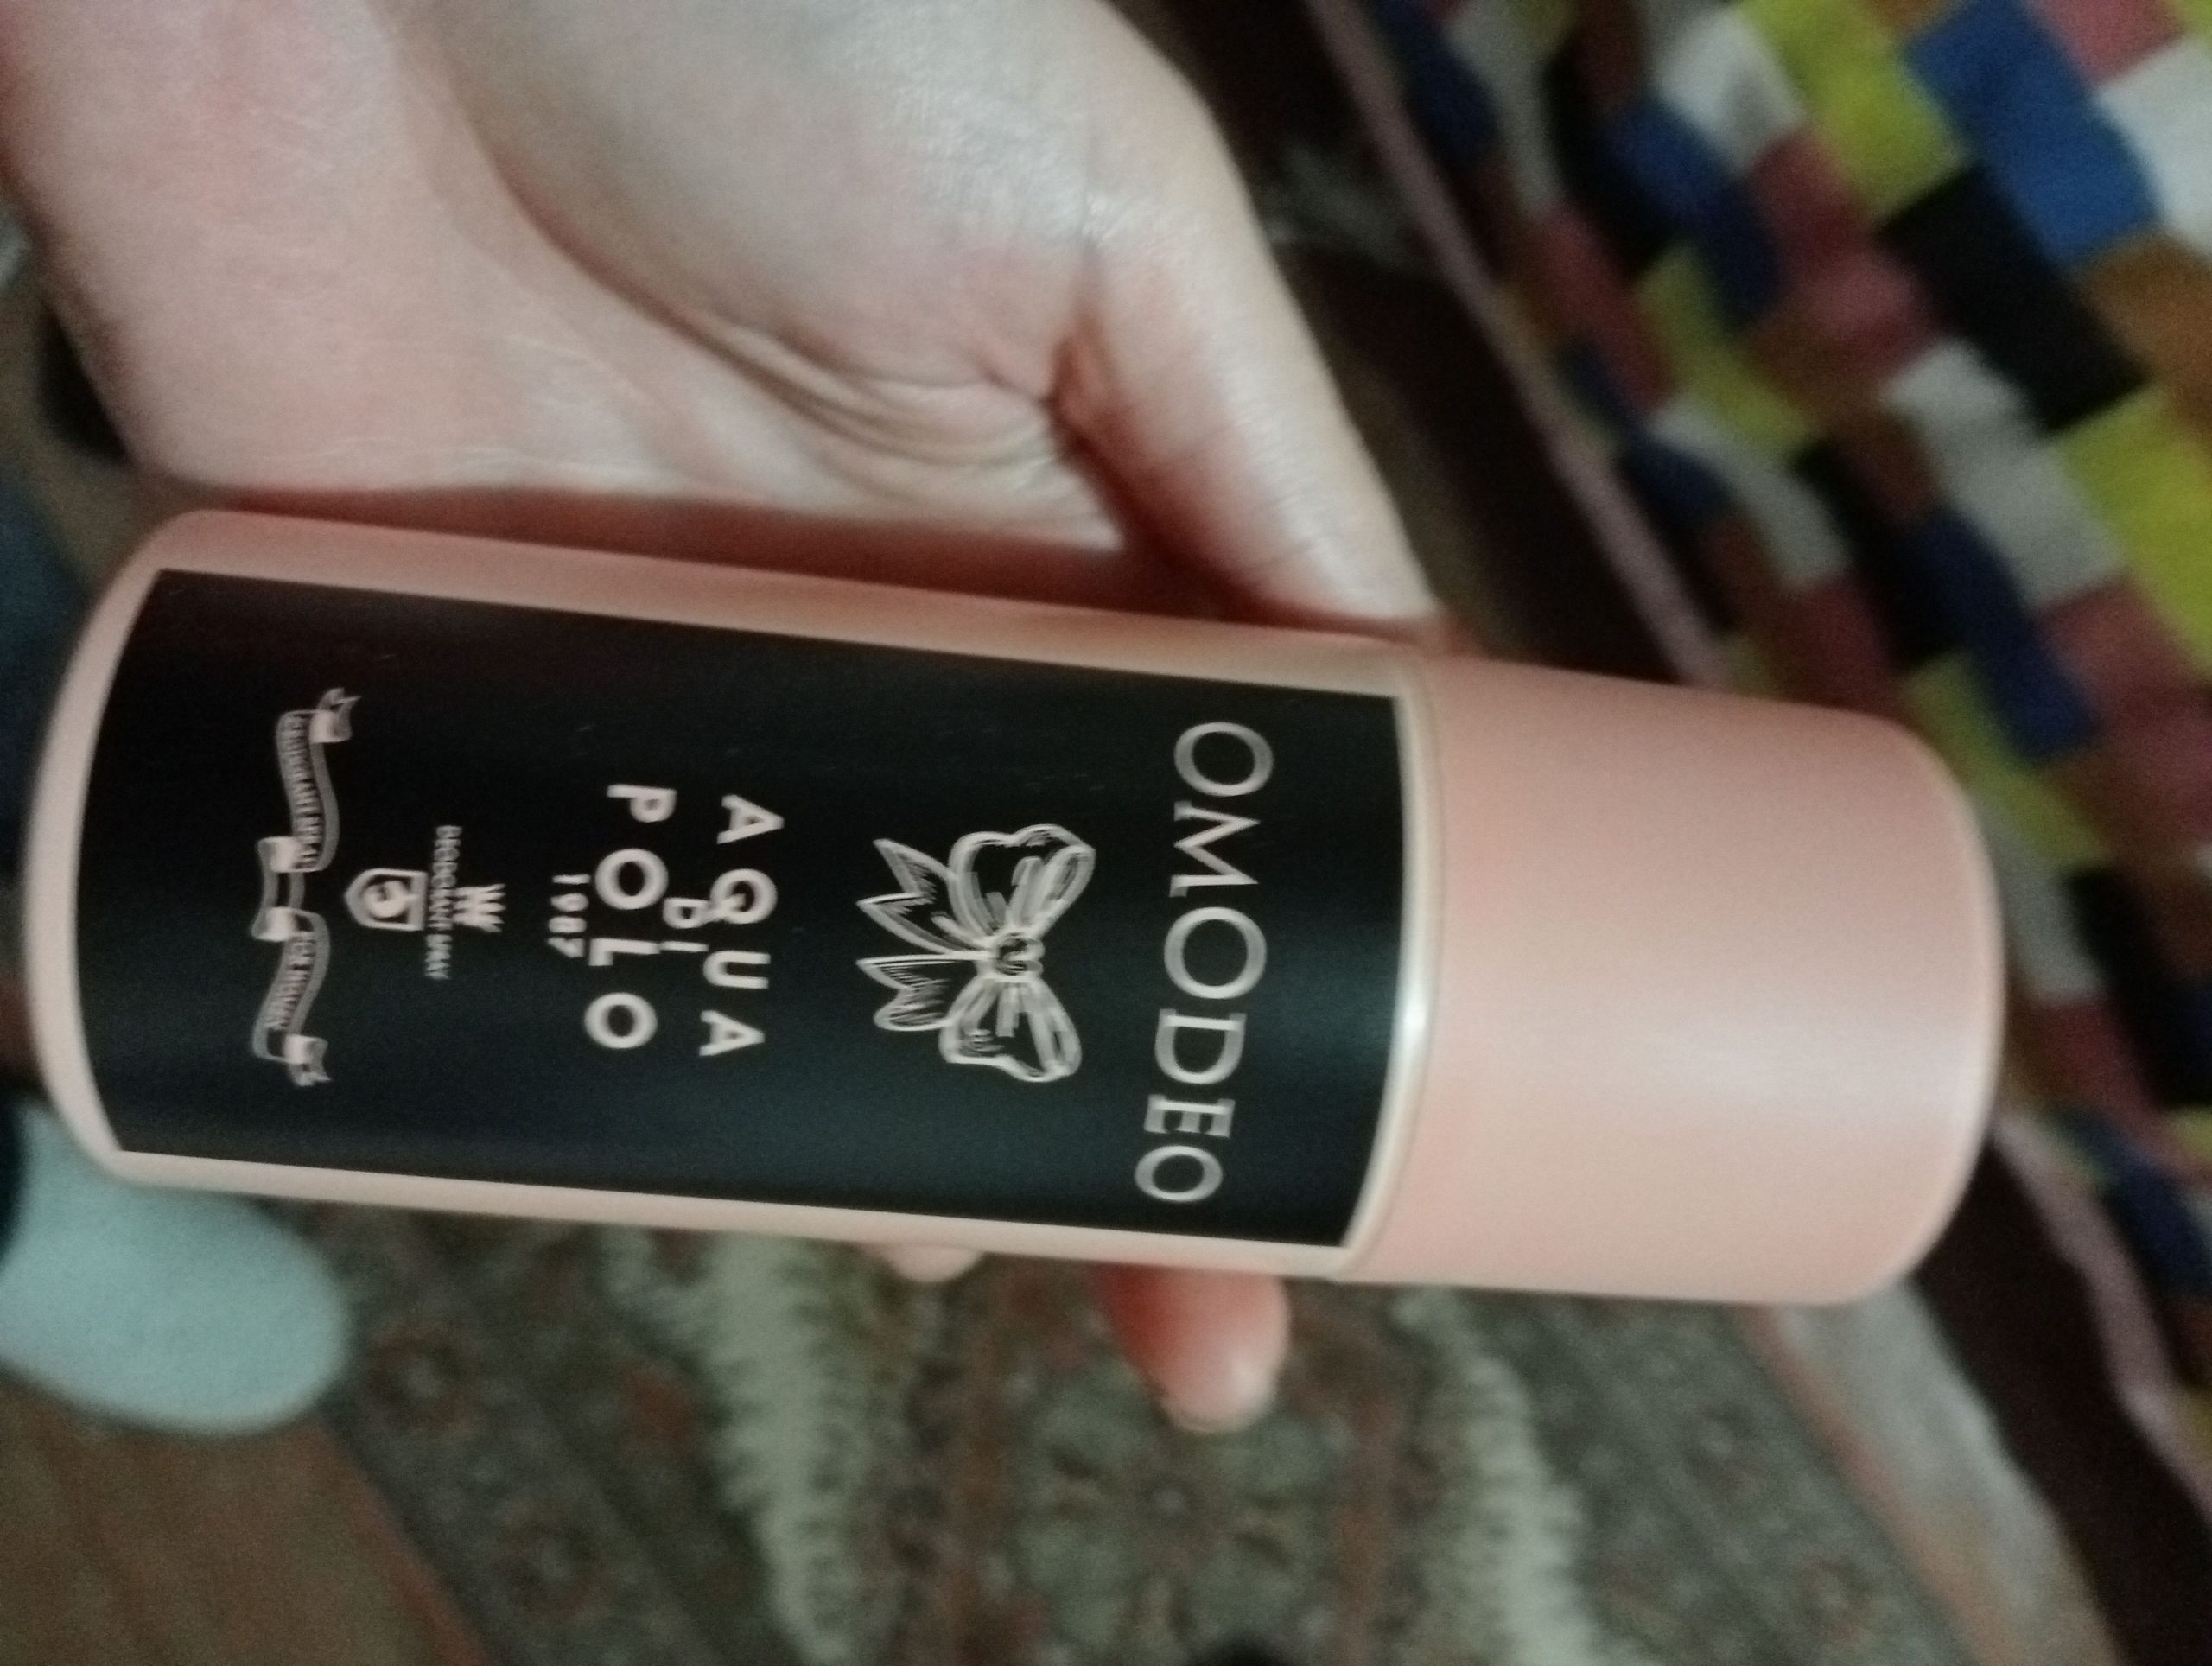 OMODEO
AQUA
DI
POLO
1987
DEODORANT SPRAY